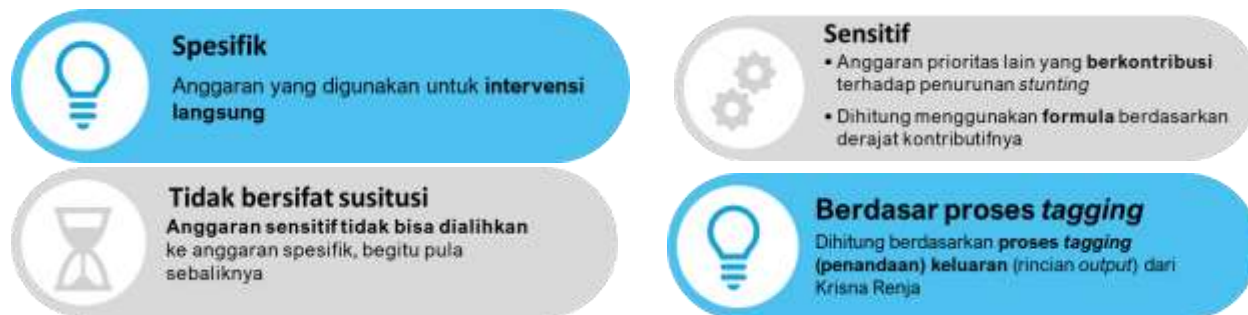 Spesifik
Anggaran yang digunakan untuk intervensi
langsung
Sensitif
• Anggaran prioritas lain yang berkontribusi
terhadap penurunan stunting
• Dihitung menggunakan formula berdasarkan
derajat kontributifnya
Tidak bersifat susitusi
Anggaran sensitif tidak bisa dialihkan
ke anggaran spesifik, begitu pula
sebaliknya
Berdasar proses tagging
Dihitung berdasarkan proses tagging
(penandaan) keluaran (rincian output) dari
Krisna Renja